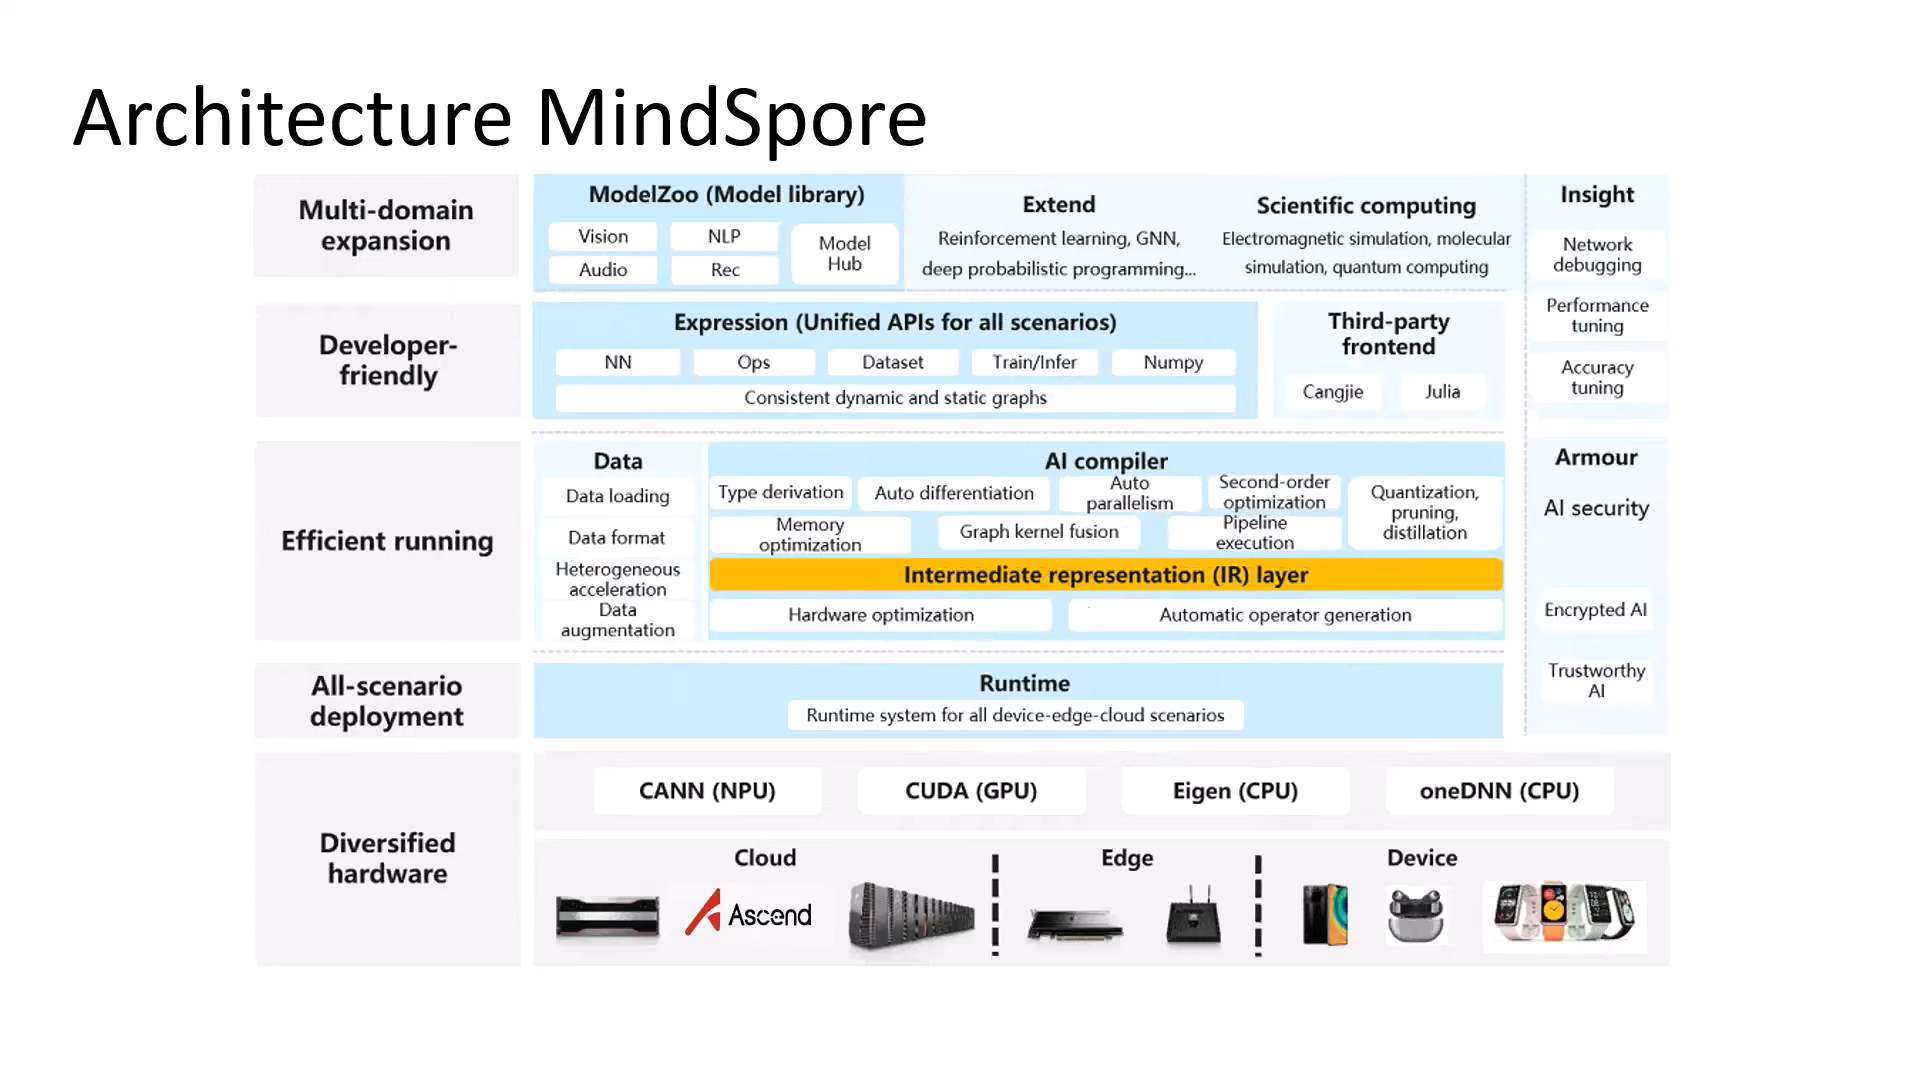 Architecture MindSpore
Multi-domain
expansion
ModelZoo (Model library)
Vision
NLP
Audio
Rec
Model
Hub
Extend
Reinforcement learning, GNN,
deep probabilistic programming...
Scientific computing
Electromagnetic simulation, molecular
simulation, quantum computing
Insight
Network
debugging
Performance
tuning
Accuracy
tuning
Developer-
friendly
Expression (Unified APIs for all scenarios)
NN
Ops
Dataset
Train/Infer
Numpy
Consistent dynamic and static graphs
Third-party
frontend
Cangjie
Julia
Efficient running
Data
Data loading
Data format
Heterogeneous
acceleration
Data
augmentation
AI compiler
Type derivation
Auto differentiation
Auto
parallelism
Second-order
optimization
Quantization,
pruning,
distillation
Memory
optimization
Graph kernel fusion
Pipeline
execution
Intermediate representation (IR) layer
Hardware optimization
Automatic operator generation
Armour
AI security
Encrypted AI
Trustworthy
AI
All-scenario
deployment
Runtime
Runtime system for all device-edge-cloud scenarios
Diversified
hardware
CANN (NPU)
CUDA (GPU)
Eigen (CPU)
oneDNN (CPU)
Cloud
Edge
Device
Ascend